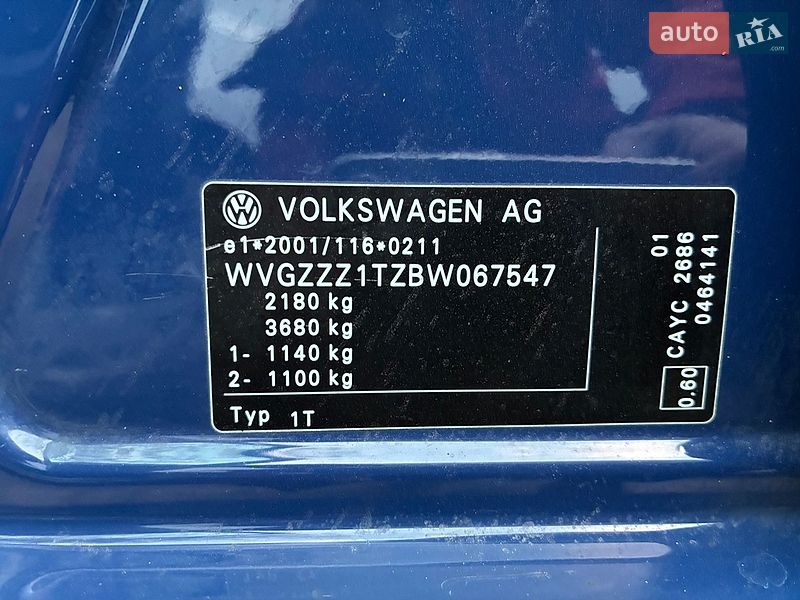 auto RIA
.com
VOLKSWAGEN AG
e1*2001/116*0211
WVGZZZ1TZBW067547
2180 kg
3680 kg
1- 1140 kg
2- 1100 kg
Typ 1T
01
0.60 CAYC 2686
0464141